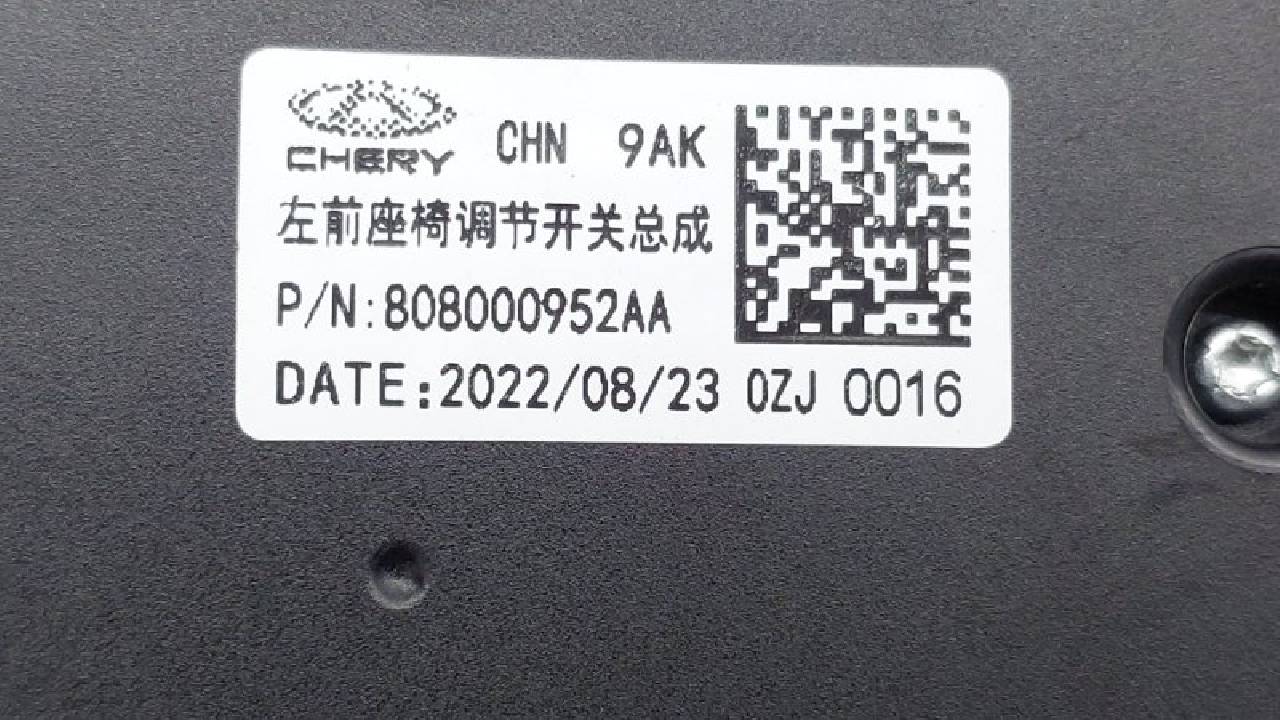 CHERY CHN 9AK
左前座椅调节开关总成
P/N:808000952AA
DATE:2022/08/23 0ZJ 0016